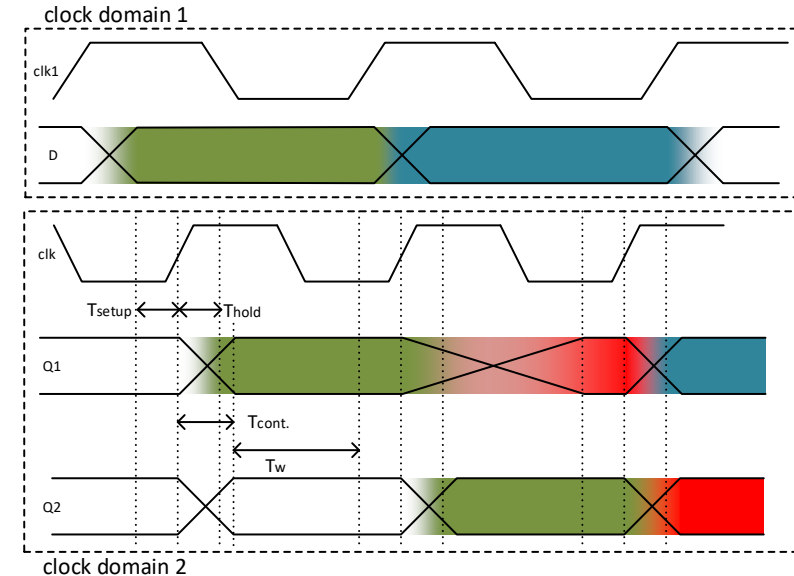 clock domain 1
clk1
D
clk
Tsetup
Thold
Q1
Tcont.
Tw
Q2
clock domain 2